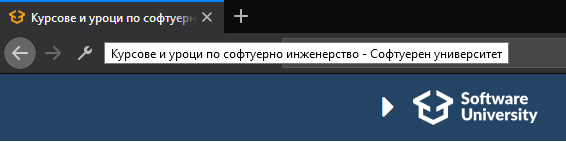 Курсове и уроци по софтуерн
Курсове и уроци по софтуерно инженерство - Софтуерен университет
Software
University